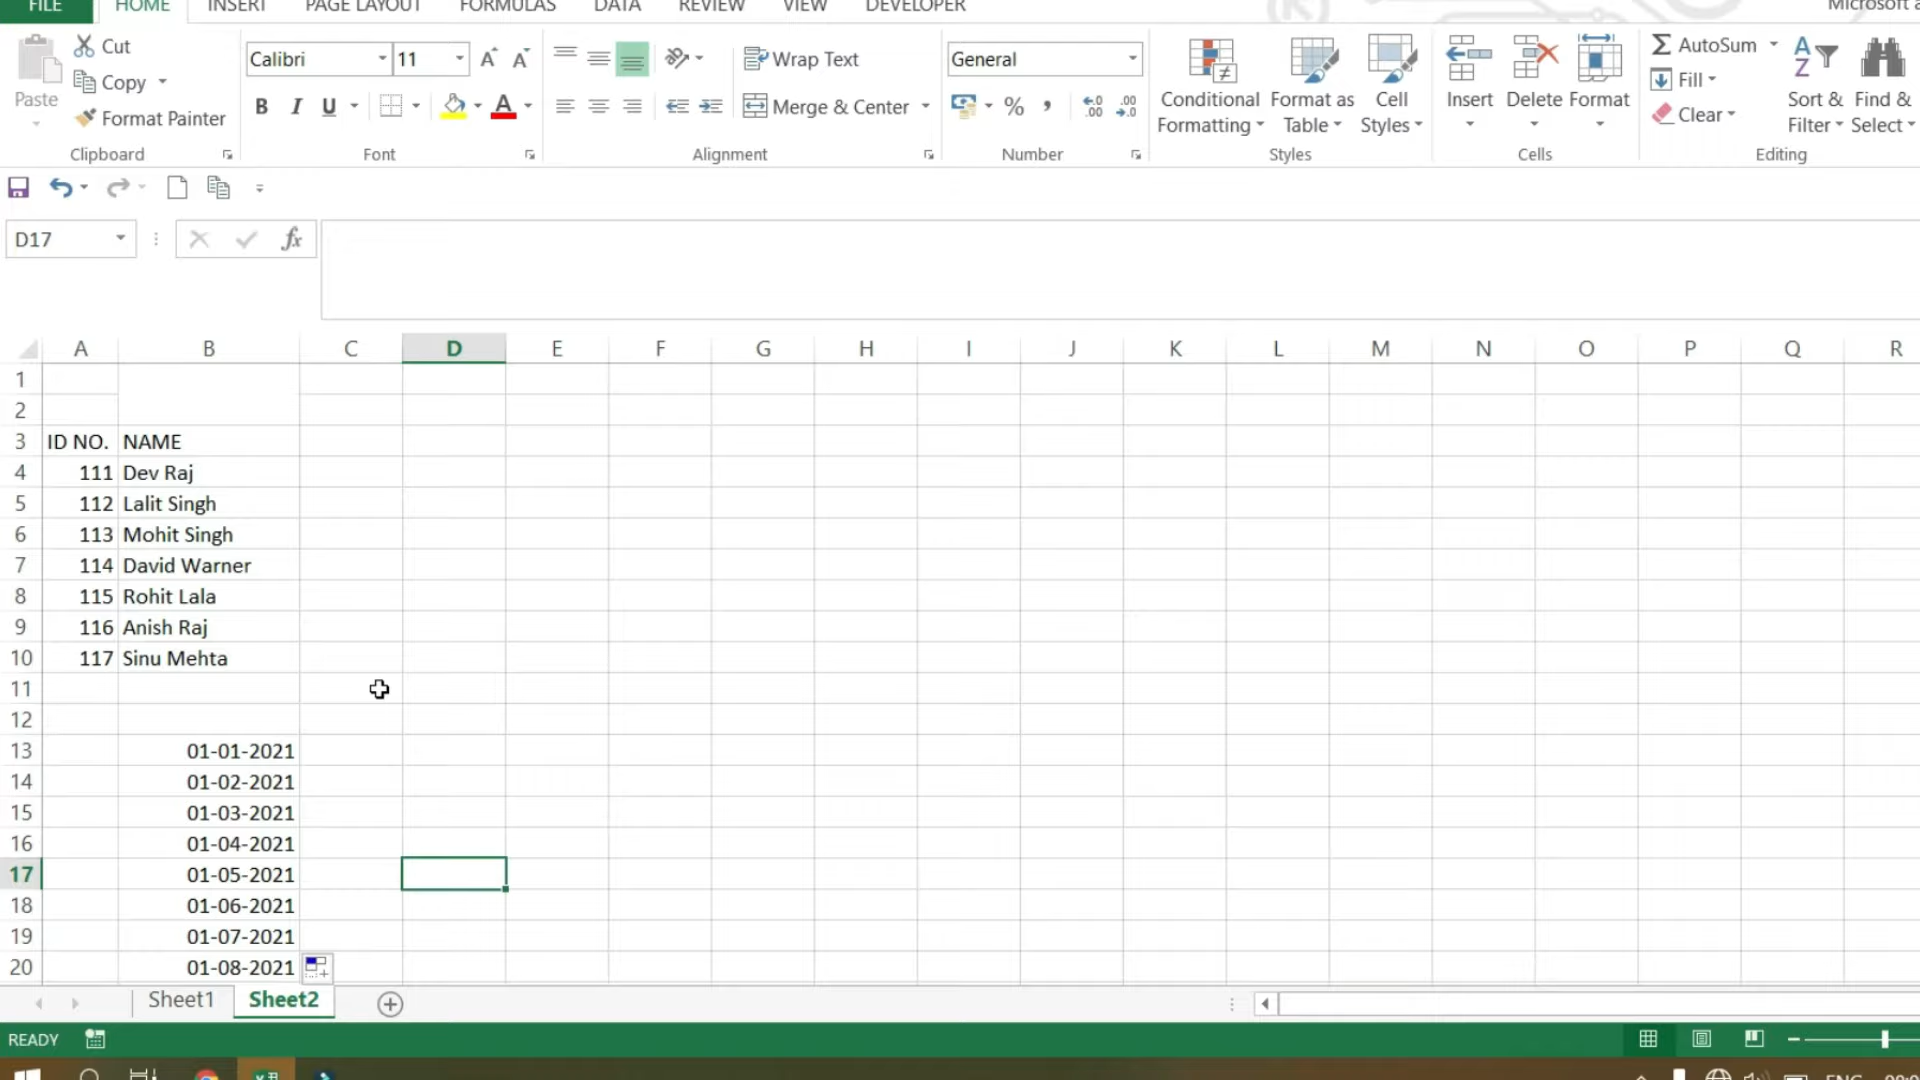 FILE HOME INSERT PAGE LAYOUT FORMULAS DATA REVIEW VIEW DEVELOPER Microsoft
Paste
Cut
Copy
Format Painter
Clipboard
Calibri 11
B I U A
Font
Wrap Text
Merge & Center
Alignment
General
% ,
Number
Conditional Formatting
Format as Table
Cell Styles
Styles
Insert Delete Format
Cells
AutoSum
Fill
Clear
Sort & Filter
Find & Select
Editing
D17 fx
A B C D E F G H I J K L M N O P Q R
1
2
3 ID NO. NAME
4 111 Dev Raj
5 112 Lalit Singh
6 113 Mohit Singh
7 114 David Warner
8 115 Rohit Lala
9 116 Anish Raj
10 117 Sinu Mehta
11
12
13 01-01-2021
14 01-02-2021
15 01-03-2021
16 01-04-2021
17 01-05-2021
18 01-06-2021
19 01-07-2021
20 01-08-2021
Sheet1 Sheet2
READY
ENG